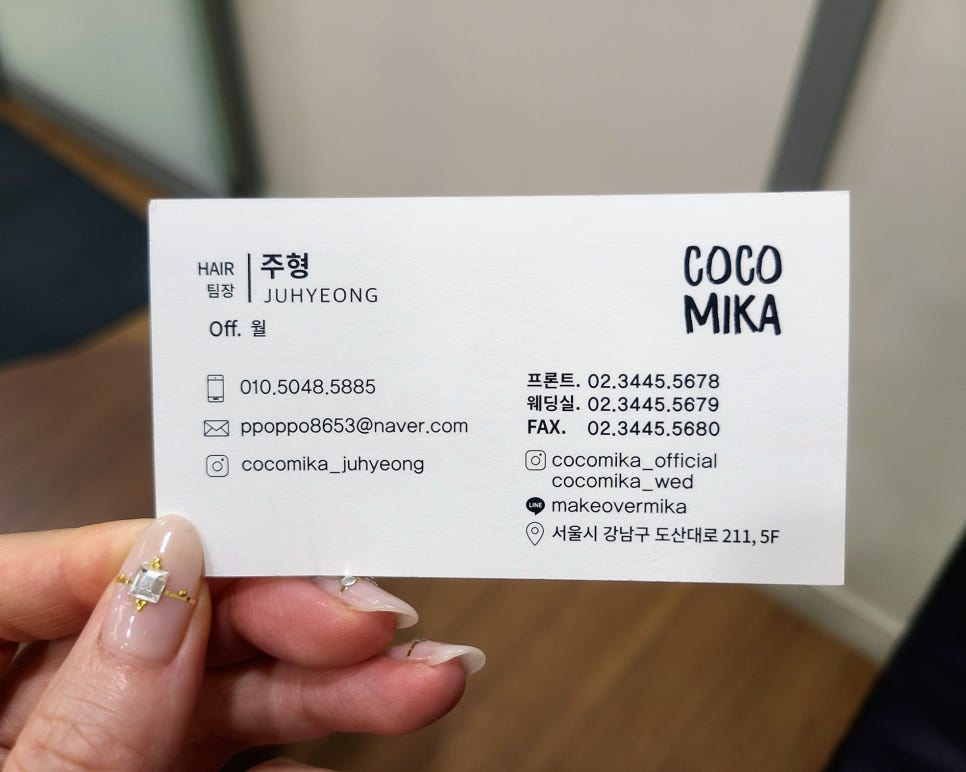 HAIR
팀장
주형
JUHYEONG
Off. 월
010.5048.5885
ppoppo8653@naver.com
cocomika_juhyeong
COCO
MIKA
프론트. 02.3445.5678
웨딩실. 02.3445.5679
FAX. 02.3445.5680
cocomika_official
cocomika_wed
LINE makeovermika
서울시 강남구 도산대로 211, 5F